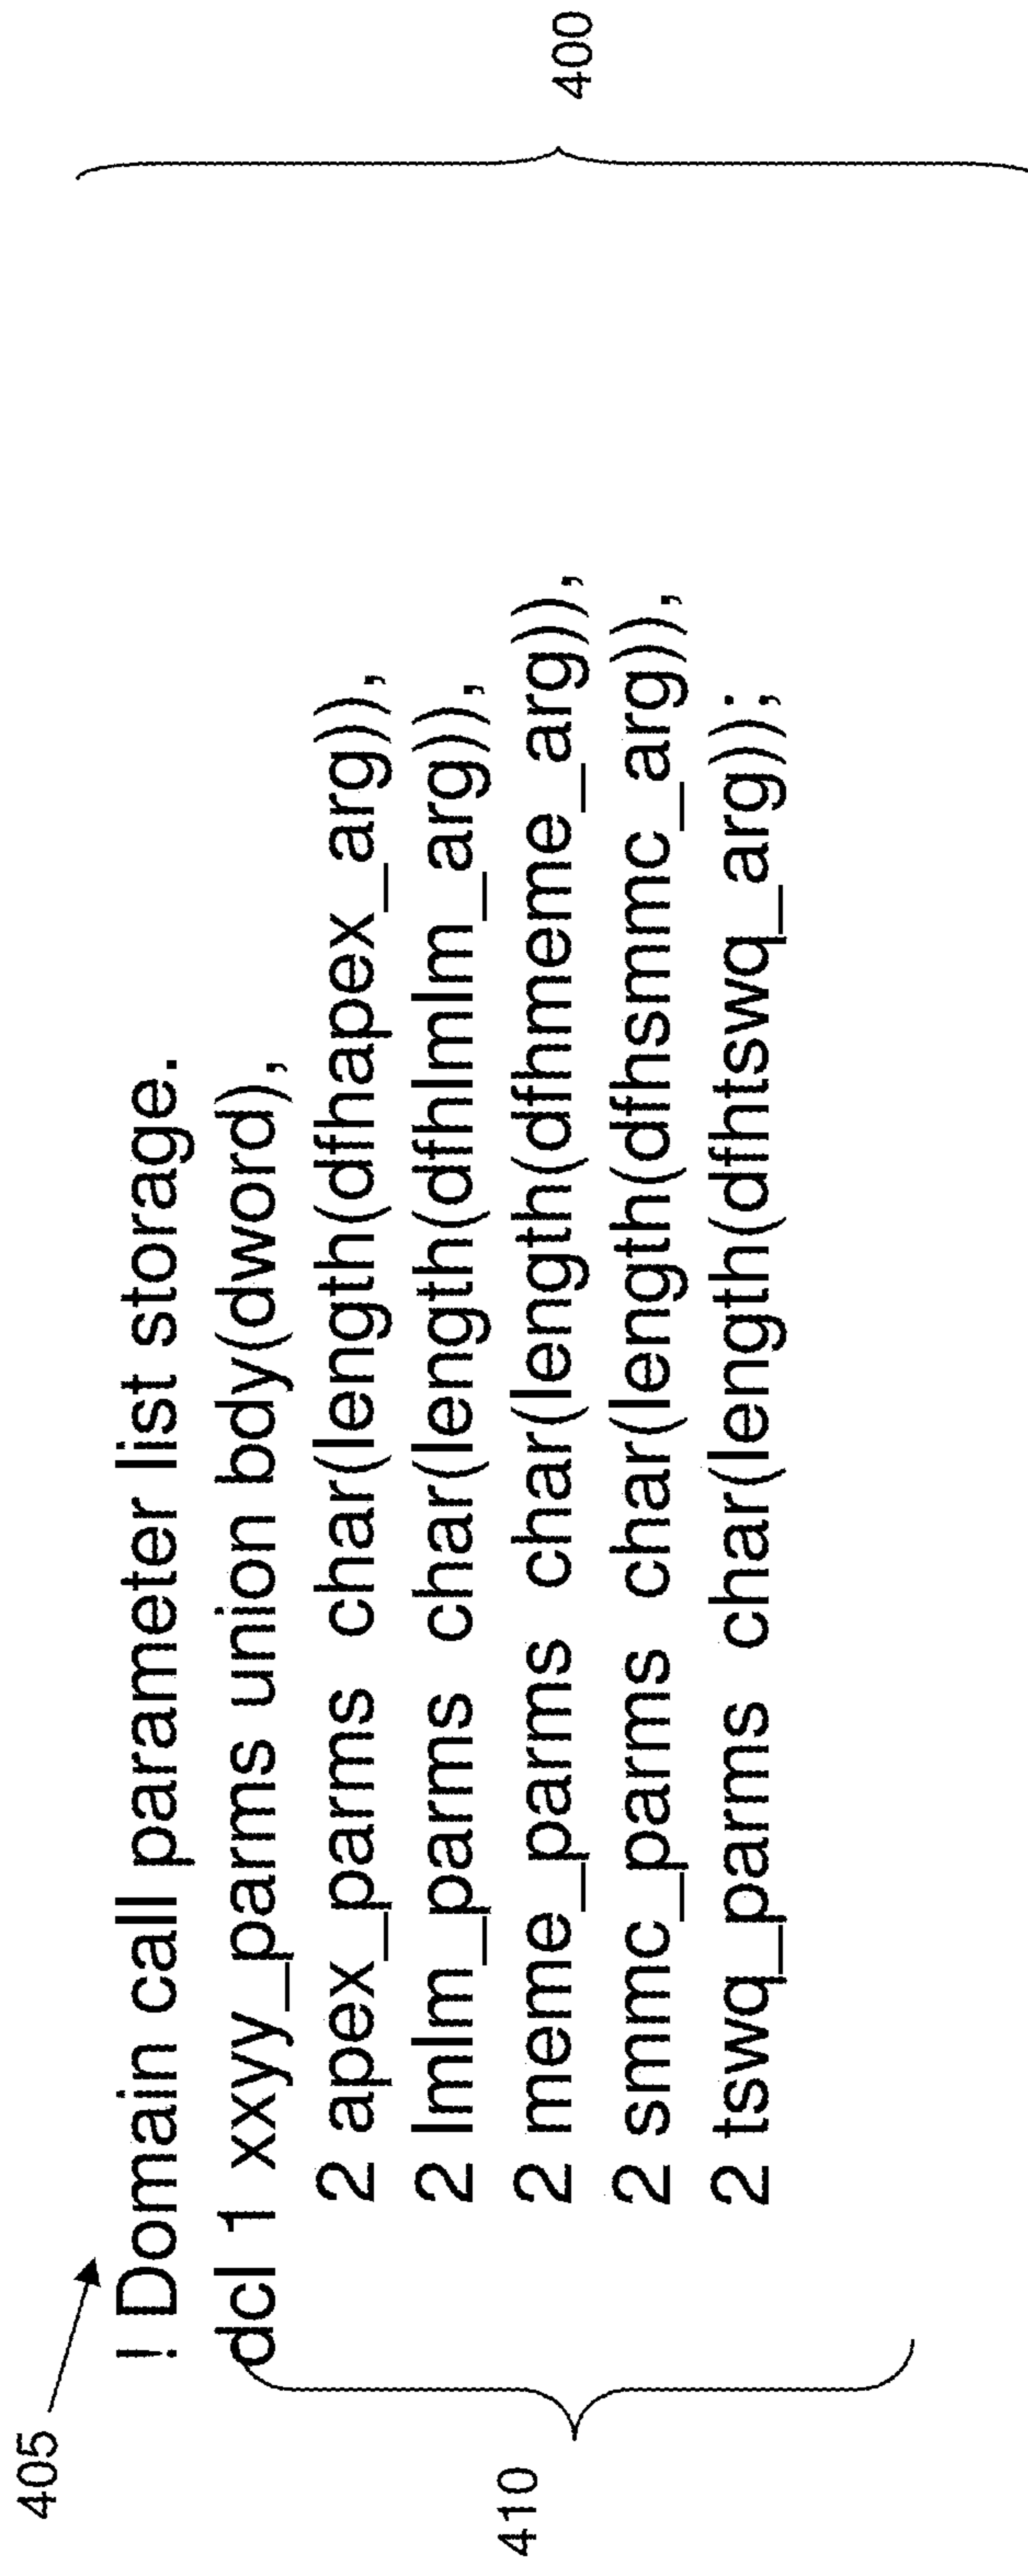 405
! Domain call parameter list storage.
dcl 1 xxyy_parms union bdy(dword),
2 apex_parms char(length(dfhapex_arg)),
2 lmlm_parms char(length(dfhlmlm_arg)),
2 meme_parms char(length(dfhmeme_arg)),
2 smmc_parms char(length(dfhsmmc_arg)),
2 tswq_parms char(length(dfhtswq_arg));
410
400